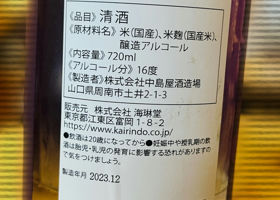 《品目》清酒
《原材料名》米(国産)、米麹(国産米)、
醸造アルコール
《内容量》720ml
《アルコール分》16度
《製造者》株式会社中島屋酒造場
山口県周南市土井2-1-3
販売元 株式会社 海琳堂
東京都江東区富岡1-8-2
https://www.kairindo.co.jp/
●飲酒は20歳になってから●妊娠中や授乳期の飲
酒は胎児・乳児の発育に影響する恐れがありますの
で気をつけましょう。
製造年月 2023.12